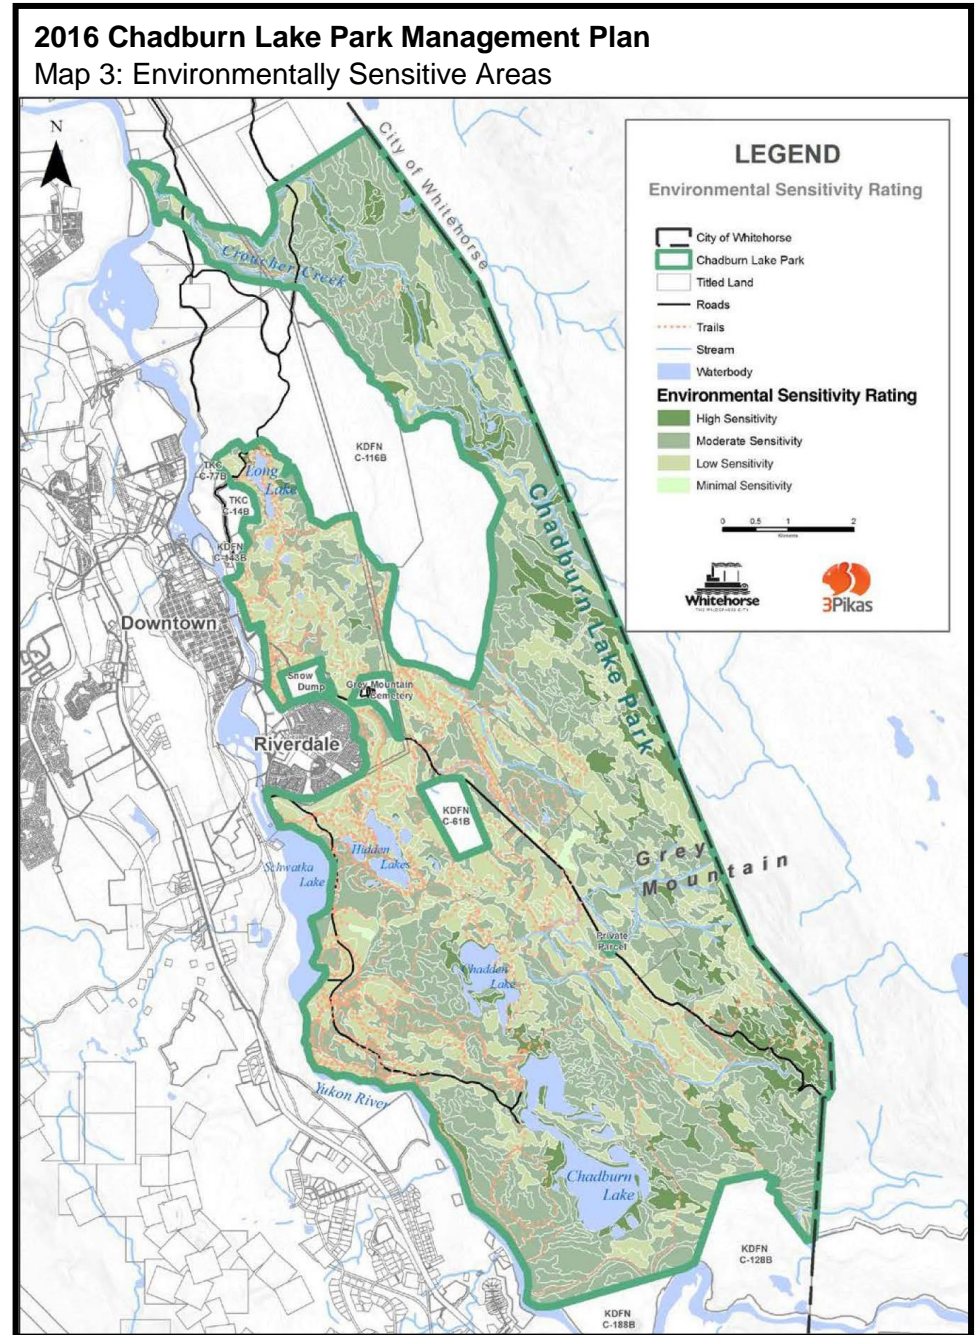 2016 Chadburn Lake Park Management Plan
Map 3: Environmentally Sensitive Areas
N
City of Whitehorse
LEGEND
Environmental Sensitivity Rating
City of Whitehorse
Chadburn Lake Park
Titled Land
Roads
Trails
Stream
Waterbody
Environmental Sensitivity Rating
High Sensitivity
Moderate Sensitivity
Low Sensitivity
Minimal Sensitivity
0 0.5 1 2
Whitehorse
3Pikas
Croucher Creek
KDFN
C-116B
TKC
C-77B
Long
Lake
TKC
C-14B
KDFN
C-143B
Chadburn Lake Park
Downtown
Snow
Dump
Grey Mountain
Cemetery
Riverdale
KDFN
C-61B
Hidden
Lakes
Schwatka
Lake
Grey
Mountain
Private
Parcel
Chadden
Lake
Yukon River
Chadburn
Lake
KDFN
C-128B
KDFN
C-188B